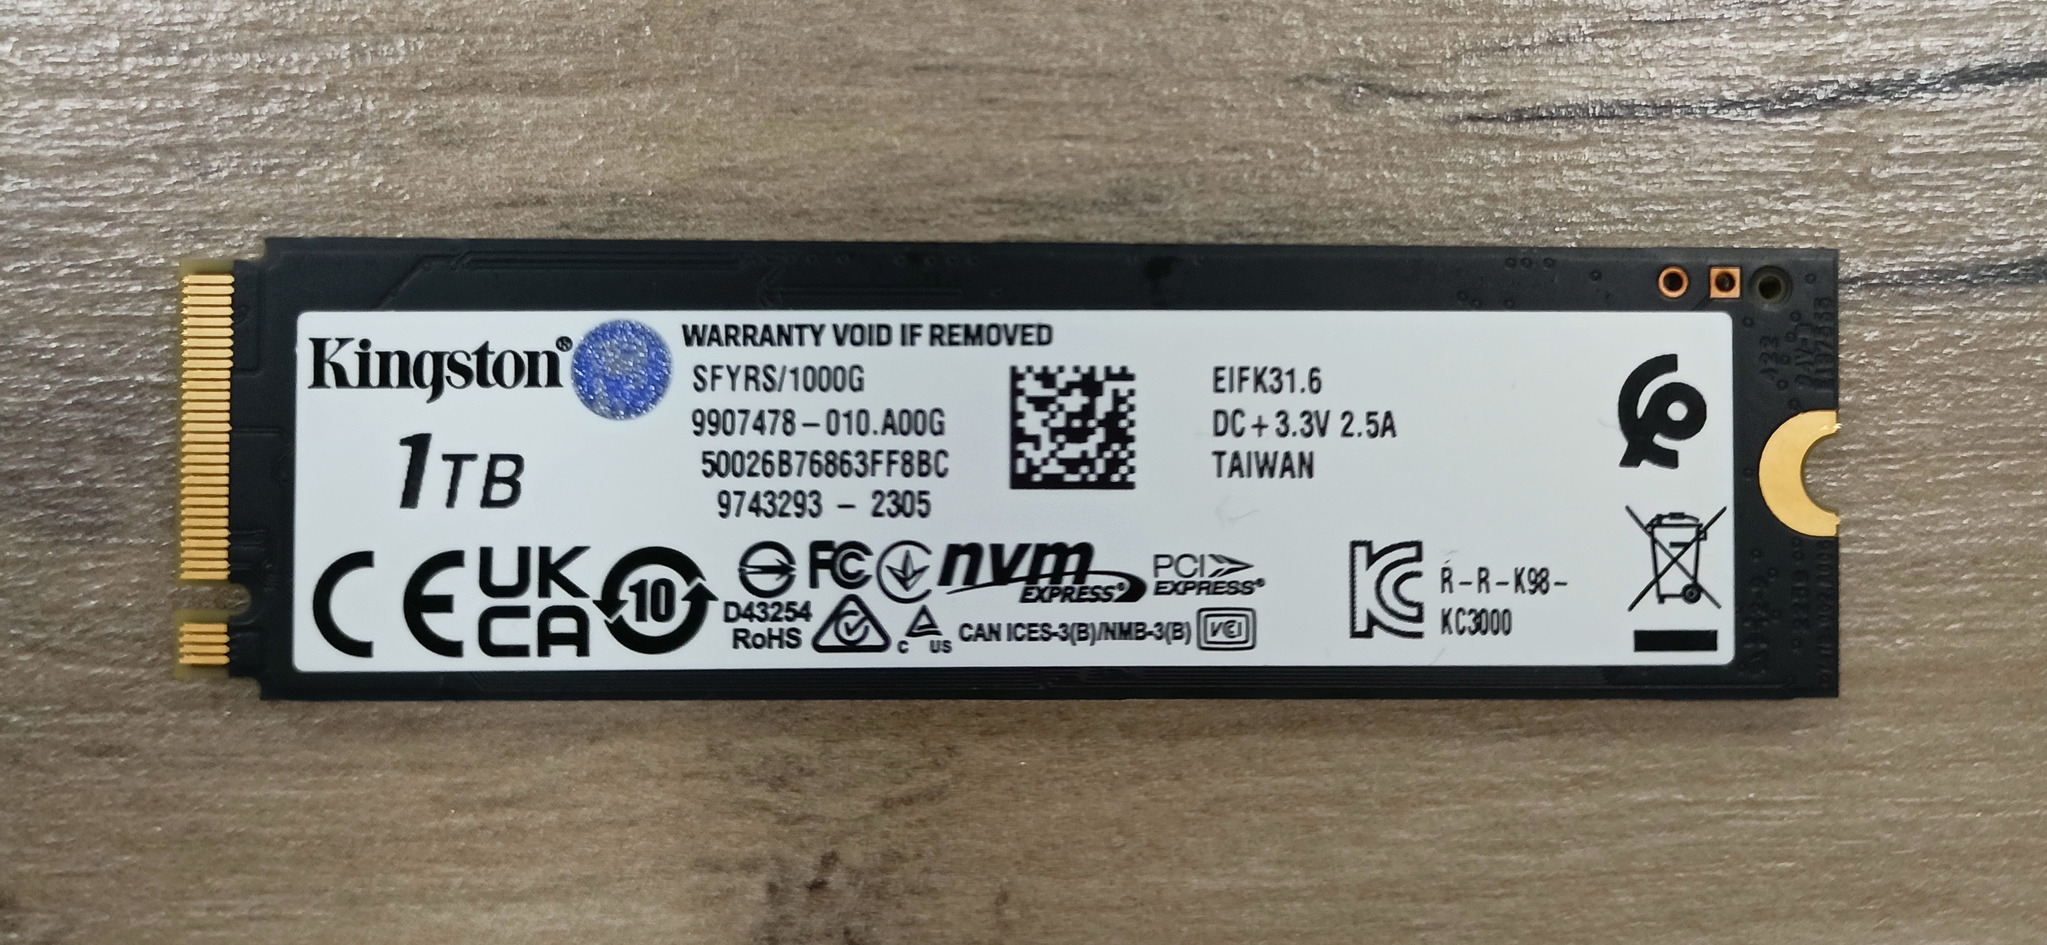 Kingston®
1TB
WARRANTY VOID IF REMOVED
SFYRS/1000G
9907478-010.A00G
50026B76863FF8BC
9743293 - 2305
EIFK31.6
DC+3.3V 2.5A
TAIWAN
CE
UK
CA
10
D43254
RoHS
FC
nvm
EXPRESS®
PCI
EXPRESS®
C US
CAN ICES-3(B)/NMB-3(B)
VCI
KC
R-R-K98-
KC3000